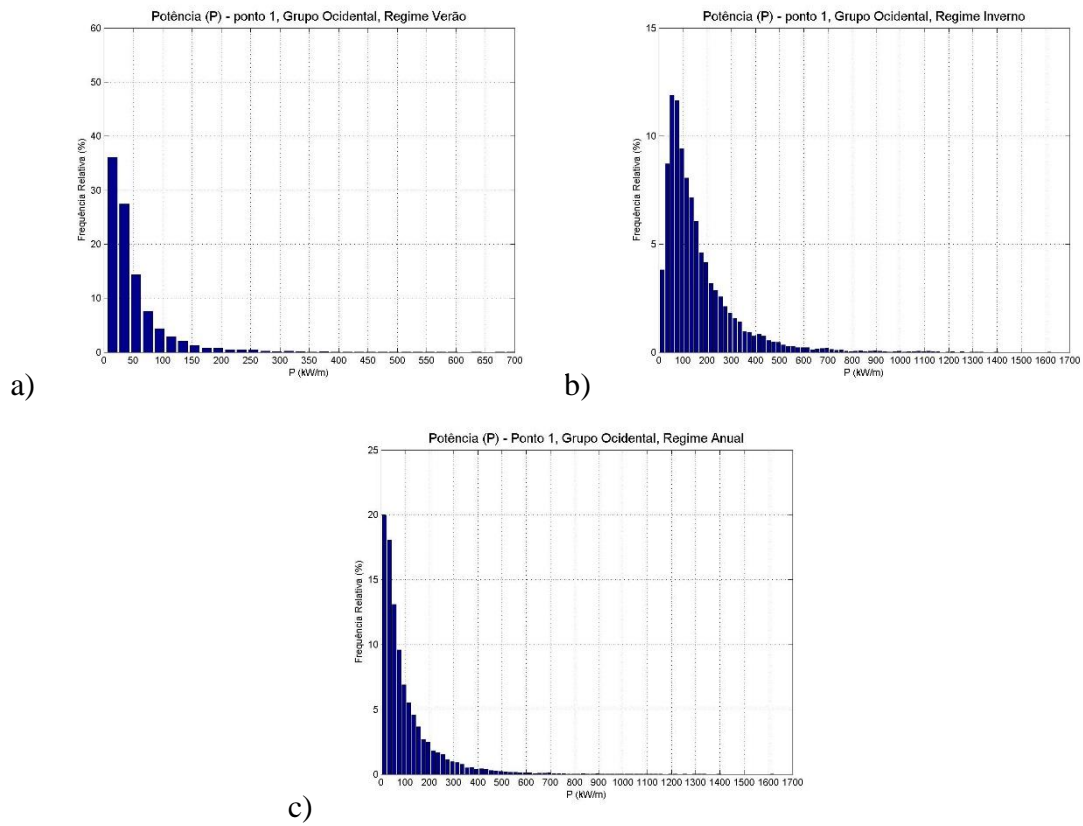 Potência (P) - ponto 1, Grupo Ocidental, Regime Verão
60
50
40
30
20
10
0
Frequência Relativa (%)
0 50 100 150 200 250 300 350 400 450 500 550 600 650 700
P (kW/m)
a)
Potência (P) - ponto 1, Grupo Ocidental, Regime Inverno
15
10
5
0
Frequência Relativa (%)
0 100 200 300 400 500 600 700 800 900 1000 1100 1200 1300 1400 1500 1600 1700
P (kW/m)
b)
Potência (P) - Ponto 1, Grupo Ocidental, Regime Anual
25
20
15
10
5
0
Frequência Relativa (%)
0 100 200 300 400 500 600 700 800 900 1000 1100 1200 1300 1400 1500 1600 1700
P (kW/m)
c)